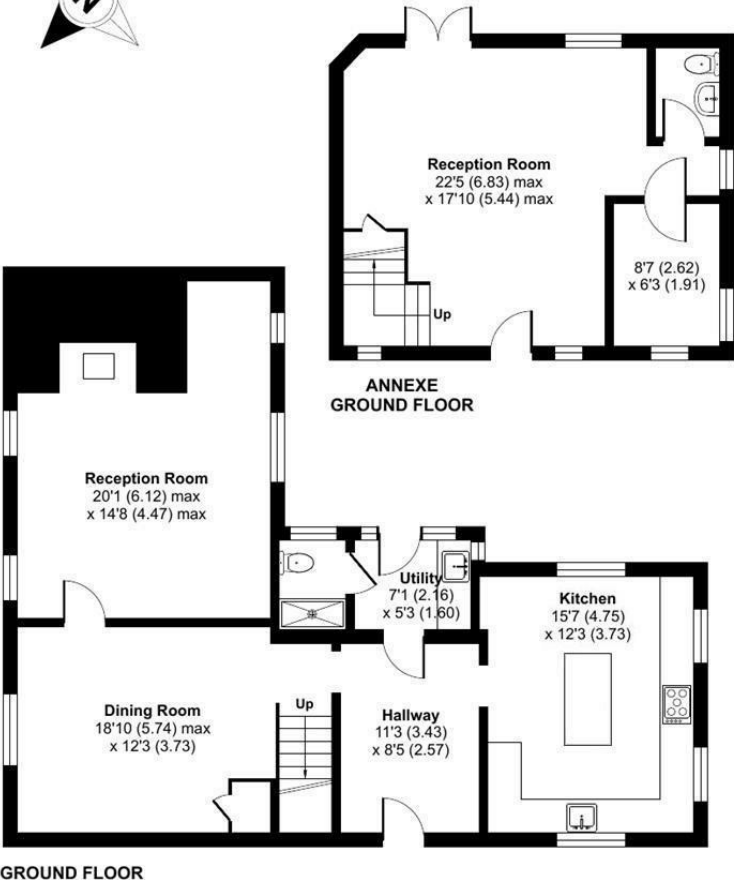 N
Reception Room
22'5 (6.83) max
x 17'10 (5.44) max
8'7 (2.62)
x 6'3 (1.91)
Up
ANNEXE
GROUND FLOOR
Reception Room
20'1 (6.12) max
x 14'8 (4.47) max
Utility
7'1 (2.16)
x 5'3 (1.60)
Kitchen
15'7 (4.75)
x 12'3 (3.73)
Dining Room
18'10 (5.74) max
x 12'3 (3.73)
Up
Hallway
11'3 (3.43)
x 8'5 (2.57)
GROUND FLOOR